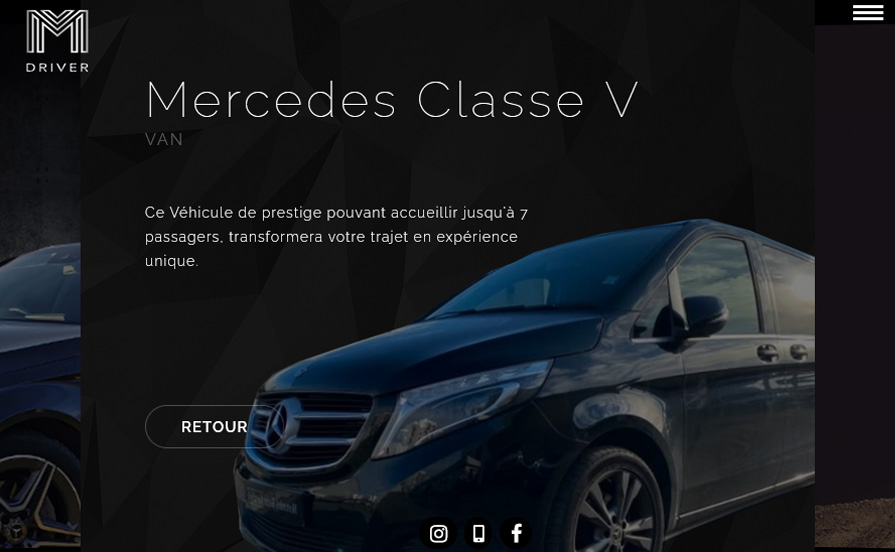 M
DRIVER
Mercedes Classe V
VAN
Ce Véhicule de prestige pouvant accueillir jusqu'à 7
passagers, transformera votre trajet en expérience
unique.
RETOUR